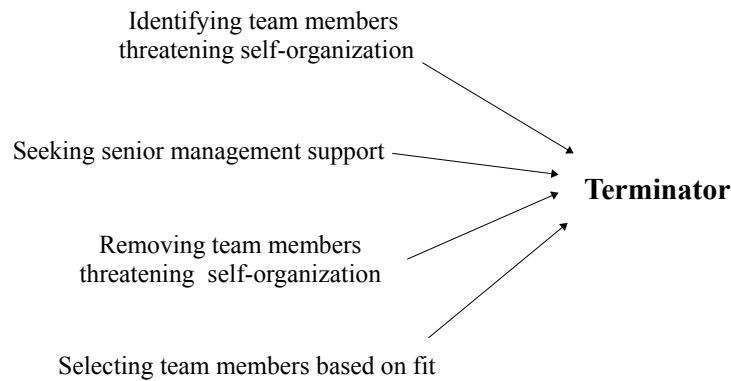 Identifying team members
threatening self-organization
Seeking senior management support
Terminator
Removing team members
threatening self-organization
Selecting team members based on fit